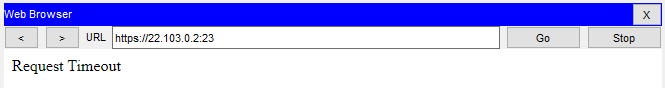 Web Browser X
< > URL https://22.103.0.2:23 Go Stop
Request Timeout